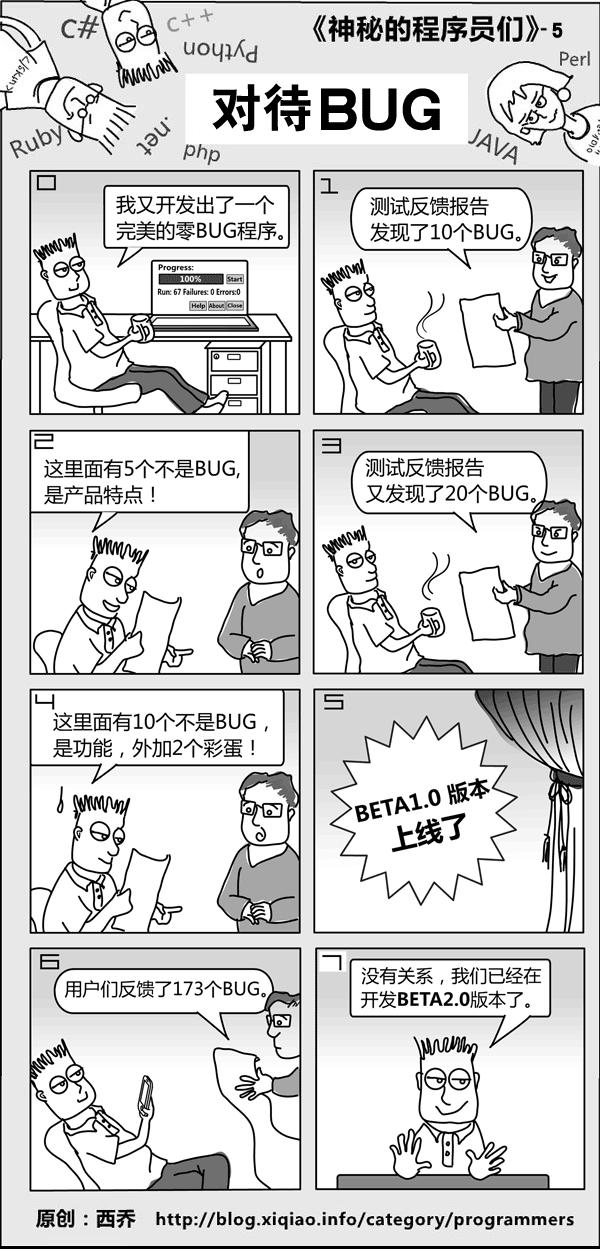 C#
C++
Python
《神秘的程序员们》- 5
Perl
Ruby
.net
php
对待BUG
JAVA
0
我又开发出了一个
完美的零BUG程序。
Progress:
100% Start
Run: 67 Failures: 0 Errors:0
Help About Close
1
测试反馈报告
发现了10个BUG。
2
这里面有5个不是BUG,
是产品特点！
3
测试反馈报告
又发现了20个BUG。
4
这里面有10个不是BUG，
是功能，外加2个彩蛋！
5
BETA1.0 版本
上线了
6
用户们反馈了173个BUG。
7
没有关系，我们已经在
开发BETA2.0版本了。
原创：西乔 http://blog.xiqiao.info/category/programmers